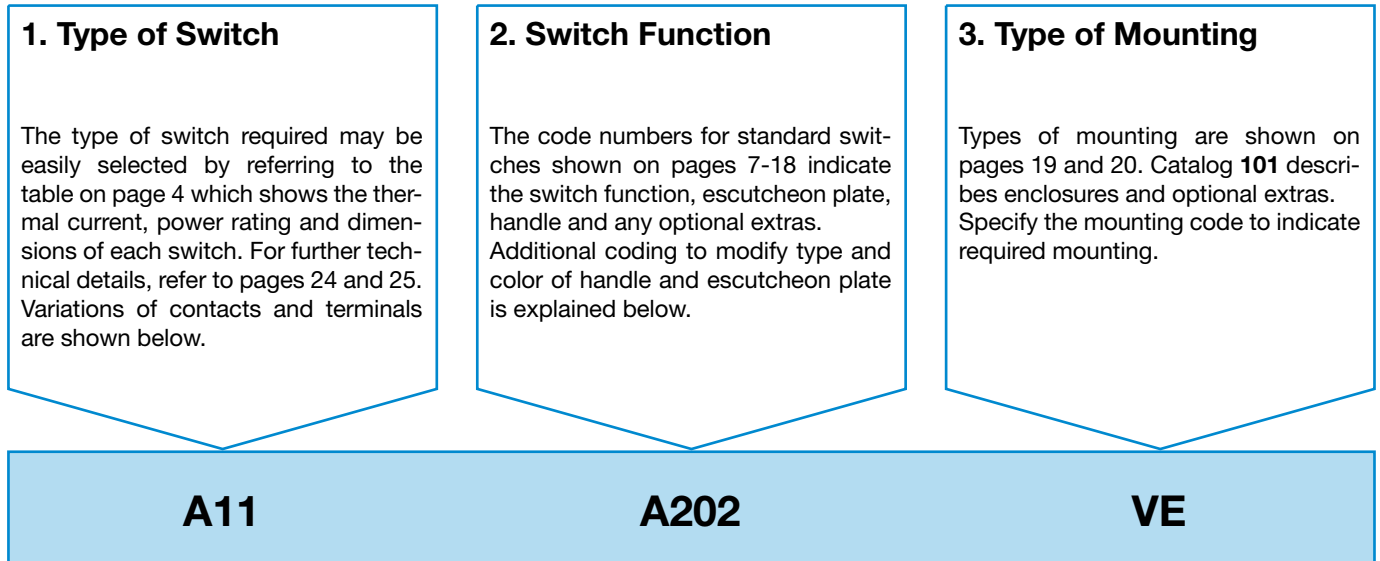 1. Type of Switch
The type of switch required may be
easily selected by referring to the
table on page 4 which shows the ther-
mal current, power rating and dimen-
sions of each switch. For further tech-
nical details, refer to pages 24 and 25.
Variations of contacts and terminals
are shown below.
2. Switch Function
The code numbers for standard swit-
ches shown on pages 7-18 indicate
the switch function, escutcheon plate,
handle and any optional extras.
Additional coding to modify type and
color of handle and escutcheon plate
is explained below.
3. Type of Mounting
Types of mounting are shown on
pages 19 and 20. Catalog 101 descri-
bes enclosures and optional extras.
Specify the mounting code to indicate
required mounting.
A11
A202
VE